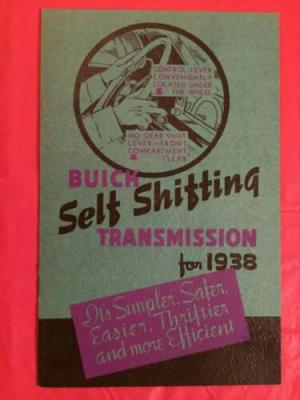 CONTROL LEVER
CONVENIENTLY
LOCATED UNDER
THE WHEEL
NO GEAR SHIFT
LEVER—FRONT
COMPARTMENT
CLEAR
BUICK
Self Shifting
TRANSMISSION
for 1938
It's Simpler, Safer,
Easier, Thriftier
and more Efficient